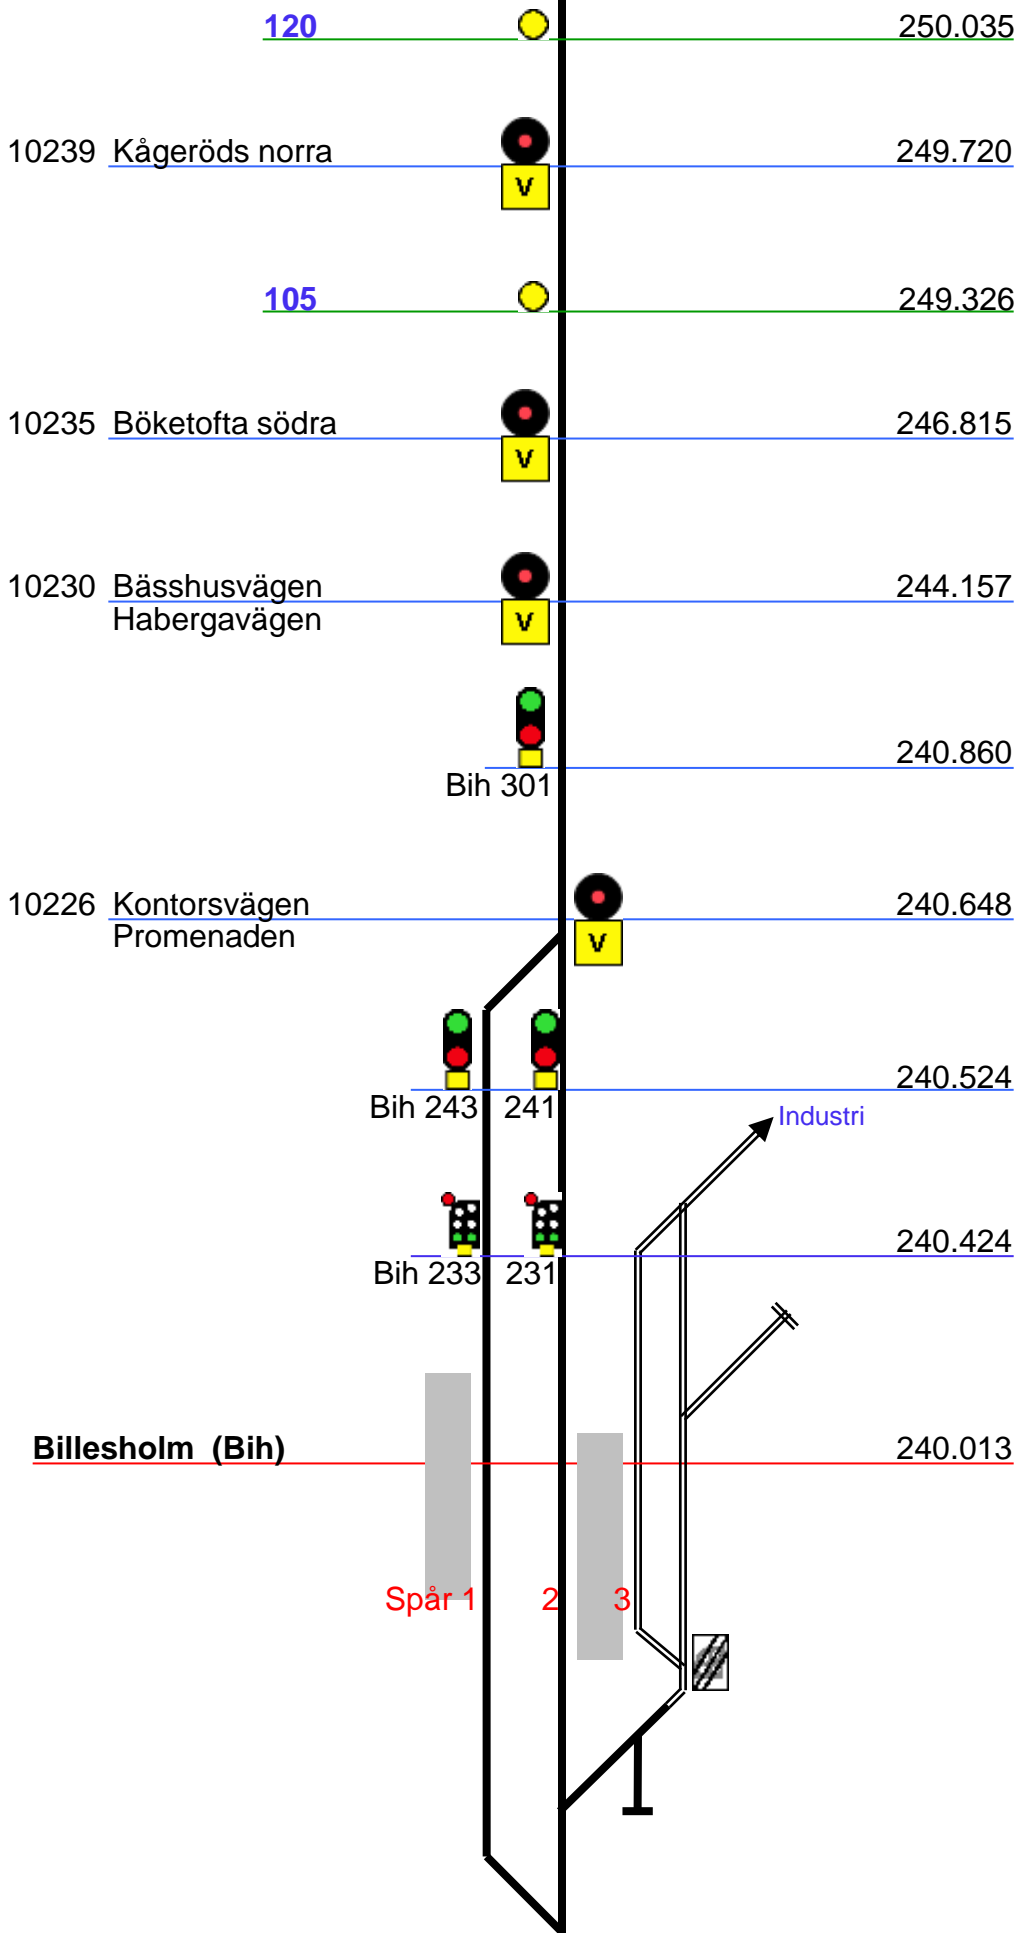 120 250.035
10239 Kågeröds norra 249.720
V
105 249.326
10235 Böketofta södra 246.815
V
10230 Bässhusvägen 244.157
Habergavägen
V
240.860
Bih 301
10226 Kontorsvägen 240.648
Promenaden
V
240.524
Bih 243 241
Industri
240.424
Bih 233 231
Billesholm (Bih) 240.013
Spår 1 2 3